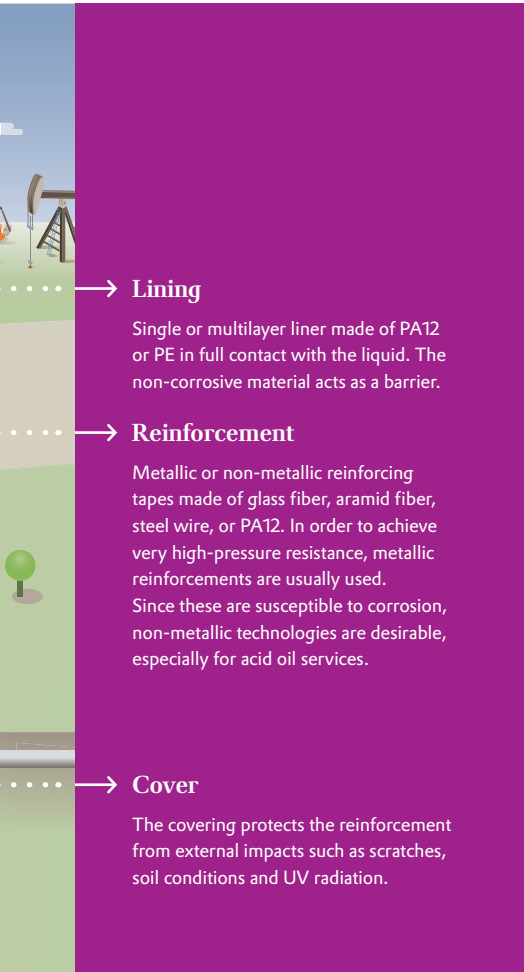 Lining
Single or multilayer liner made of PA12
or PE in full contact with the liquid. The
non-corrosive material acts as a barrier.
Reinforcement
Metallic or non-metallic reinforcing
tapes made of glass fiber, aramid fiber,
steel wire, or PA12. In order to achieve
very high-pressure resistance, metallic
reinforcements are usually used.
Since these are susceptible to corrosion,
non-metallic technologies are desirable,
especially for acid oil services.
Cover
The covering protects the reinforcement
from external impacts such as scratches,
soil conditions and UV radiation.